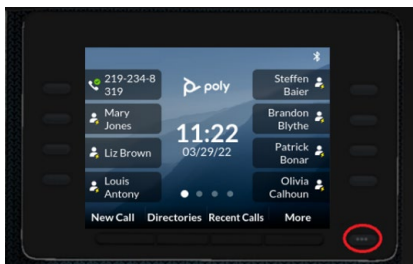 219-234-8
319
poly
Steffen
Baier
Mary
Jones
Brandon
Blythe
11:22
03/29/22
Liz Brown
Patrick
Bonar
Louis
Antony
Olivia
Calhoun
New Call Directories Recent Calls More